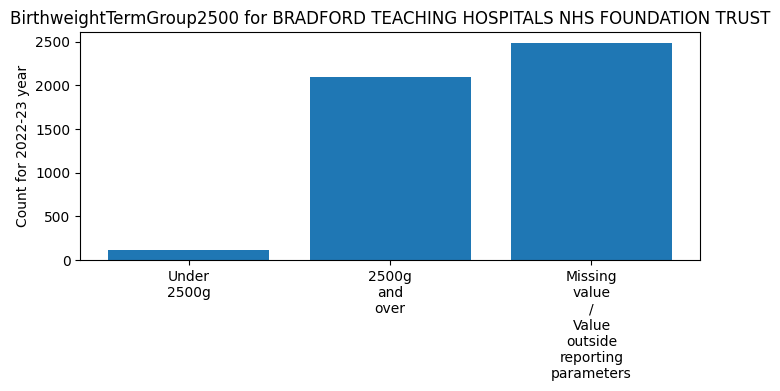 BirthweightTermGroup2500 for BRADFORD TEACHING HOSPITALS NHS FOUNDATION TRUST
Count for 2022-23 year
2500
2000
1500
1000
500
0
Under
2500g
2500g
and
over
Missing
value
/
Value
outside
reporting
parameters